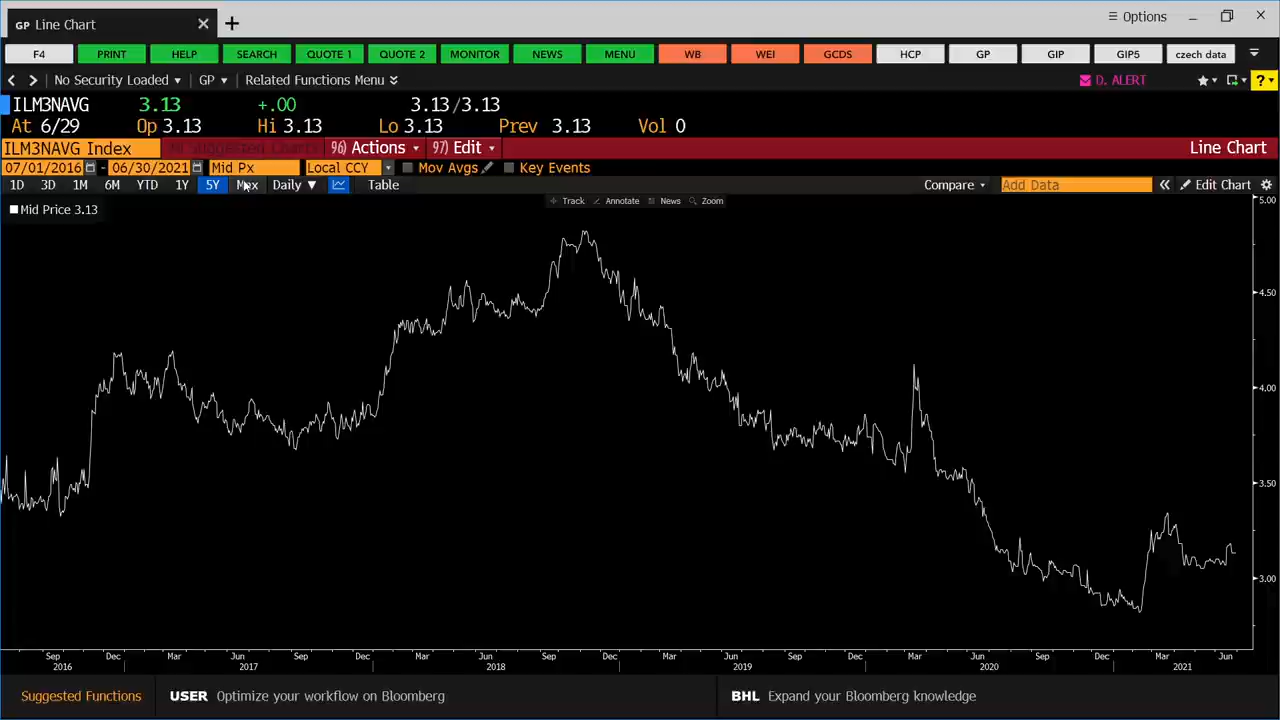 GP Line Chart
Options
F4 PRINT HELP SEARCH QUOTE 1 QUOTE 2 MONITOR NEWS MENU WB WEI GCDS HCP GP GIP GIP5 czech data
No Security Loaded GP Related Functions Menu D. ALERT ?
ILM3NAVG 3.13 +.00 3.13/3.13
At 6/29 Op 3.13 Hi 3.13 Lo 3.13 Prev 3.13 Vol 0
ILM3NAVG Index 96) Actions 97) Edit Line Chart
07/01/2016 - 06/30/2021 Mid Px Local CCY Mov Avgs Key Events
1D 3D 1M 6M YTD 1Y 5Y Max Daily Table Compare Add Data Edit Chart
Track Annotate News Zoom
Mid Price 3.13
5.00
4.50
4.00
3.50
3.00
Sep Dec Mar Jun Sep Dec Mar Jun Sep Dec Mar Jun Sep Dec Mar Jun Sep Dec Mar Jun
2016 2017 2018 2019 2020 2021
Suggested Functions USER Optimize your workflow on Bloomberg BHL Expand your Bloomberg knowledge